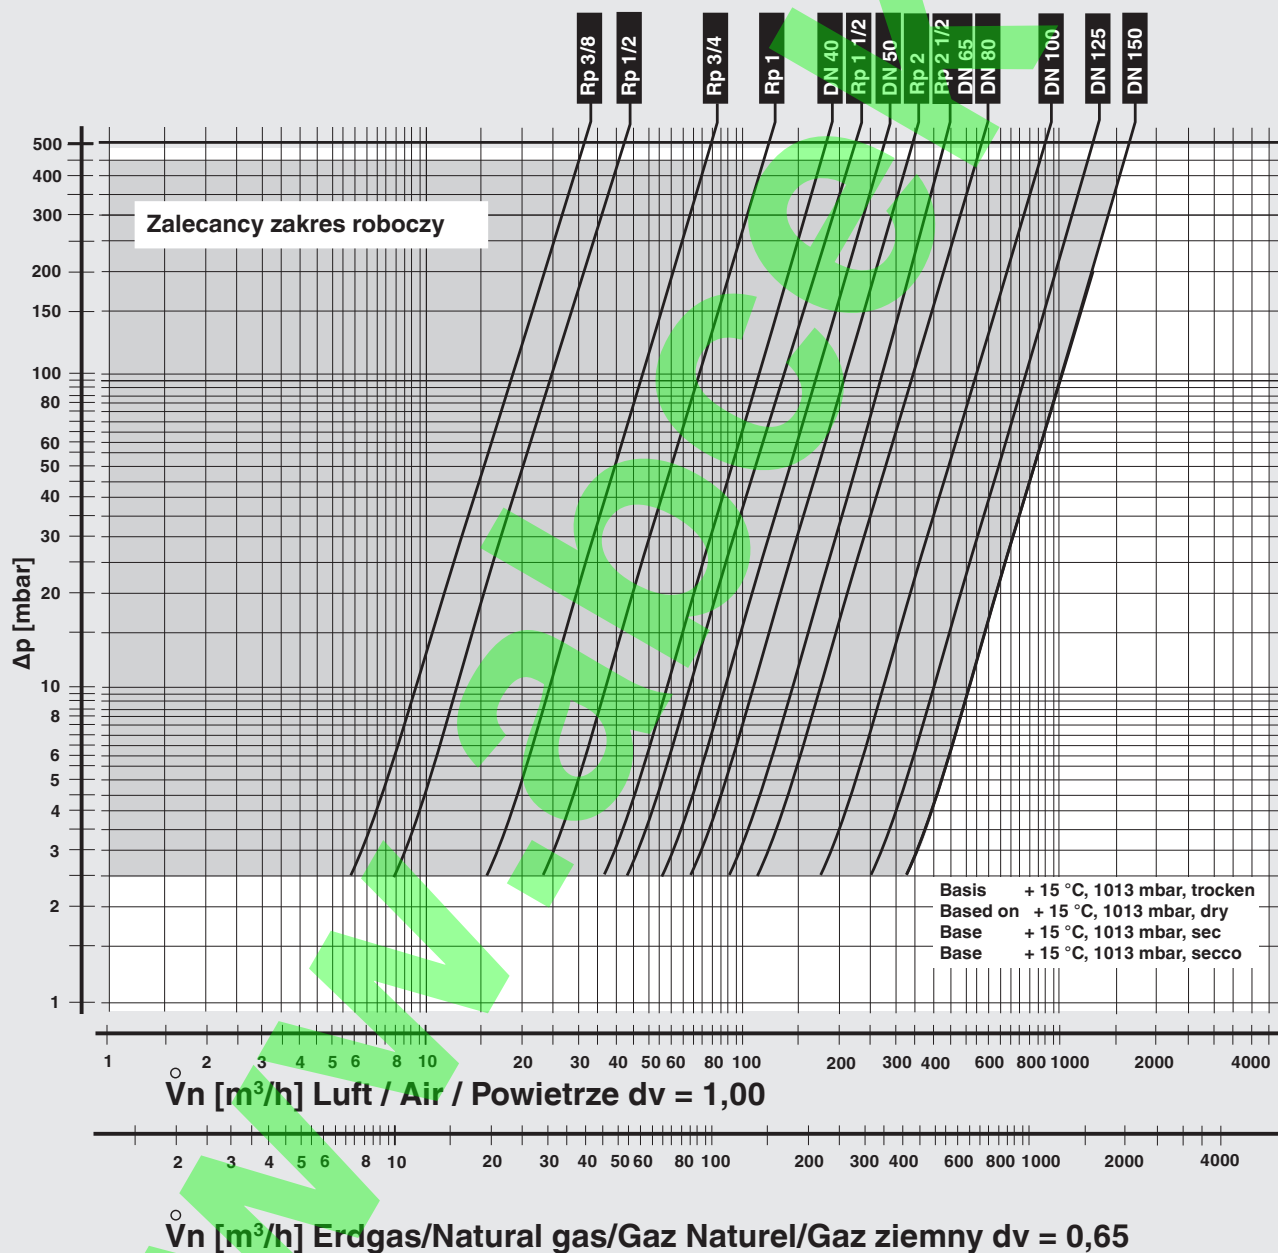 Rp 3/8
Rp 1/2
Rp 3/4
Rp 1
DN 40
Rp 1 1/2
DN 50
Rp 2
Rp 2 1/2
DN 65
DN 80
DN 100
DN 125
DN 150
500
400
300
200
150
100
80
60
50
40
30
20
10
8
6
5
4
3
2
1
Δp [mbar]
Zalecancy zakres roboczy
Basis + 15 °C, 1013 mbar, trocken
Based on + 15 °C, 1013 mbar, dry
Base + 15 °C, 1013 mbar, sec
Base + 15 °C, 1013 mbar, secco
1 2 3 4 5 6 8 10 20 30 40 50 60 80 100 200 300 400 600 800 1000 2000 4000
V̊n [m³/h] Luft / Air / Powietrze dv = 1,00
2 3 4 5 6 8 10 20 30 40 50 60 80 100 200 300 400 600 800 1000 2000 4000
V̊n [m³/h] Erdgas/Natural gas/Gaz Naturel/Gaz ziemny dv = 0,65